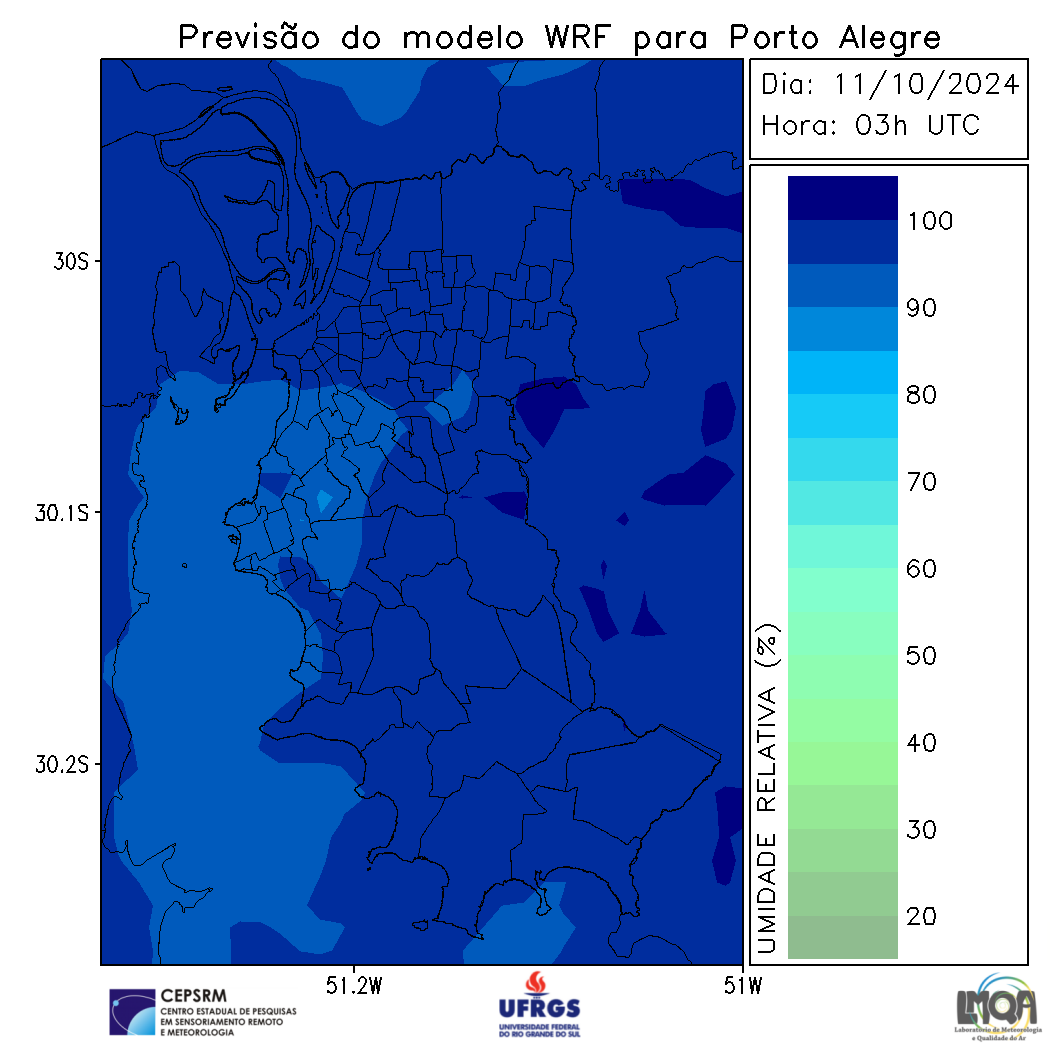 Previsão do modelo WRF para Porto Alegre
Dia: 11/10/2024
Hora: 03h UTC
30S
30.1S
30.2S
51.2W
51W
100
90
80
70
60
50
40
30
20
UMIDADE RELATIVA (%)
CEPSRM
CENTRO ESTADUAL DE PESQUISAS
EM SENSORIAMENTO REMOTO
E METEOROLOGIA
UFRGS
UNIVERSIDADE FEDERAL
DO RIO GRANDE DO SUL
LMQA
Laboratório de Meteorologia
e Qualidade do Ar